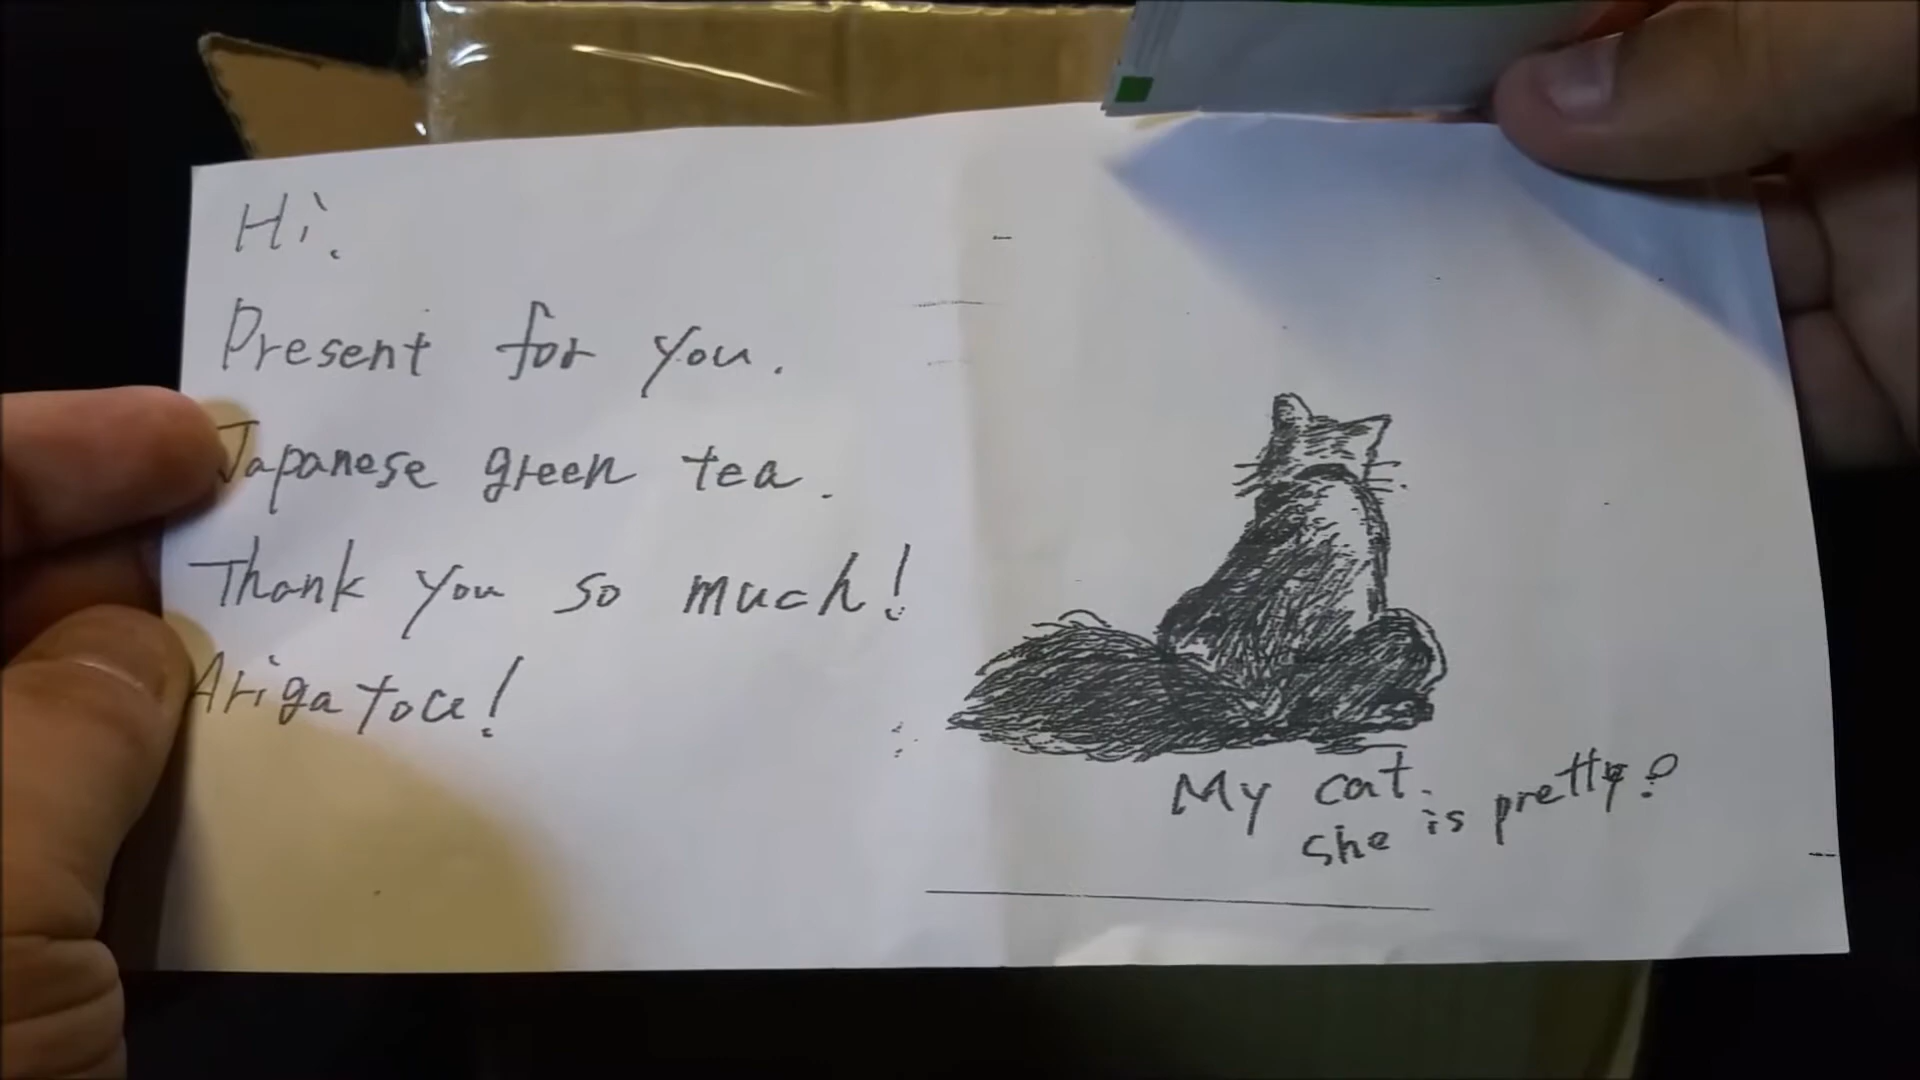 Hi.
Present for you.
Japanese green tea.
Thank you so much!
Arigatou!
My cat.
she is pretty?